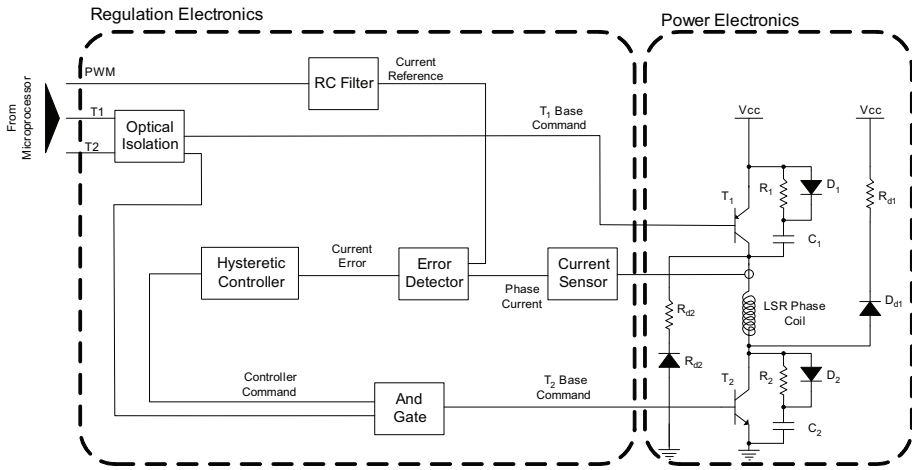 Regulation Electronics
Power Electronics
From
Microprocessor
PWM
RC Filter
Current
Reference
T1
T2
Optical
Isolation
T1 Base
Command
Vcc
Vcc
T1
R1
D1
C1
Rd1
Hysteretic
Controller
Current
Error
Error
Detector
Phase
Current
Current
Sensor
LSR Phase
Coil
Dd1
Rd2
Rd2
Controller
Command
And
Gate
T2 Base
Command
T2
R2
D2
C2